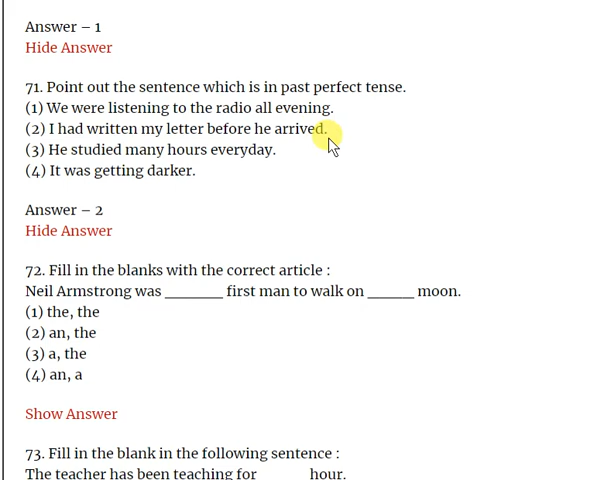 Answer – 1
Hide Answer
71. Point out the sentence which is in past perfect tense.
(1) We were listening to the radio all evening.
(2) I had written my letter before he arrived.
(3) He studied many hours everyday.
(4) It was getting darker.
Answer – 2
Hide Answer
72. Fill in the blanks with the correct article :
Neil Armstrong was _______ first man to walk on ______ moon.
(1) the, the
(2) an, the
(3) a, the
(4) an, a
Show Answer
73. Fill in the blank in the following sentence :
The teacher has been teaching for ______ hour.